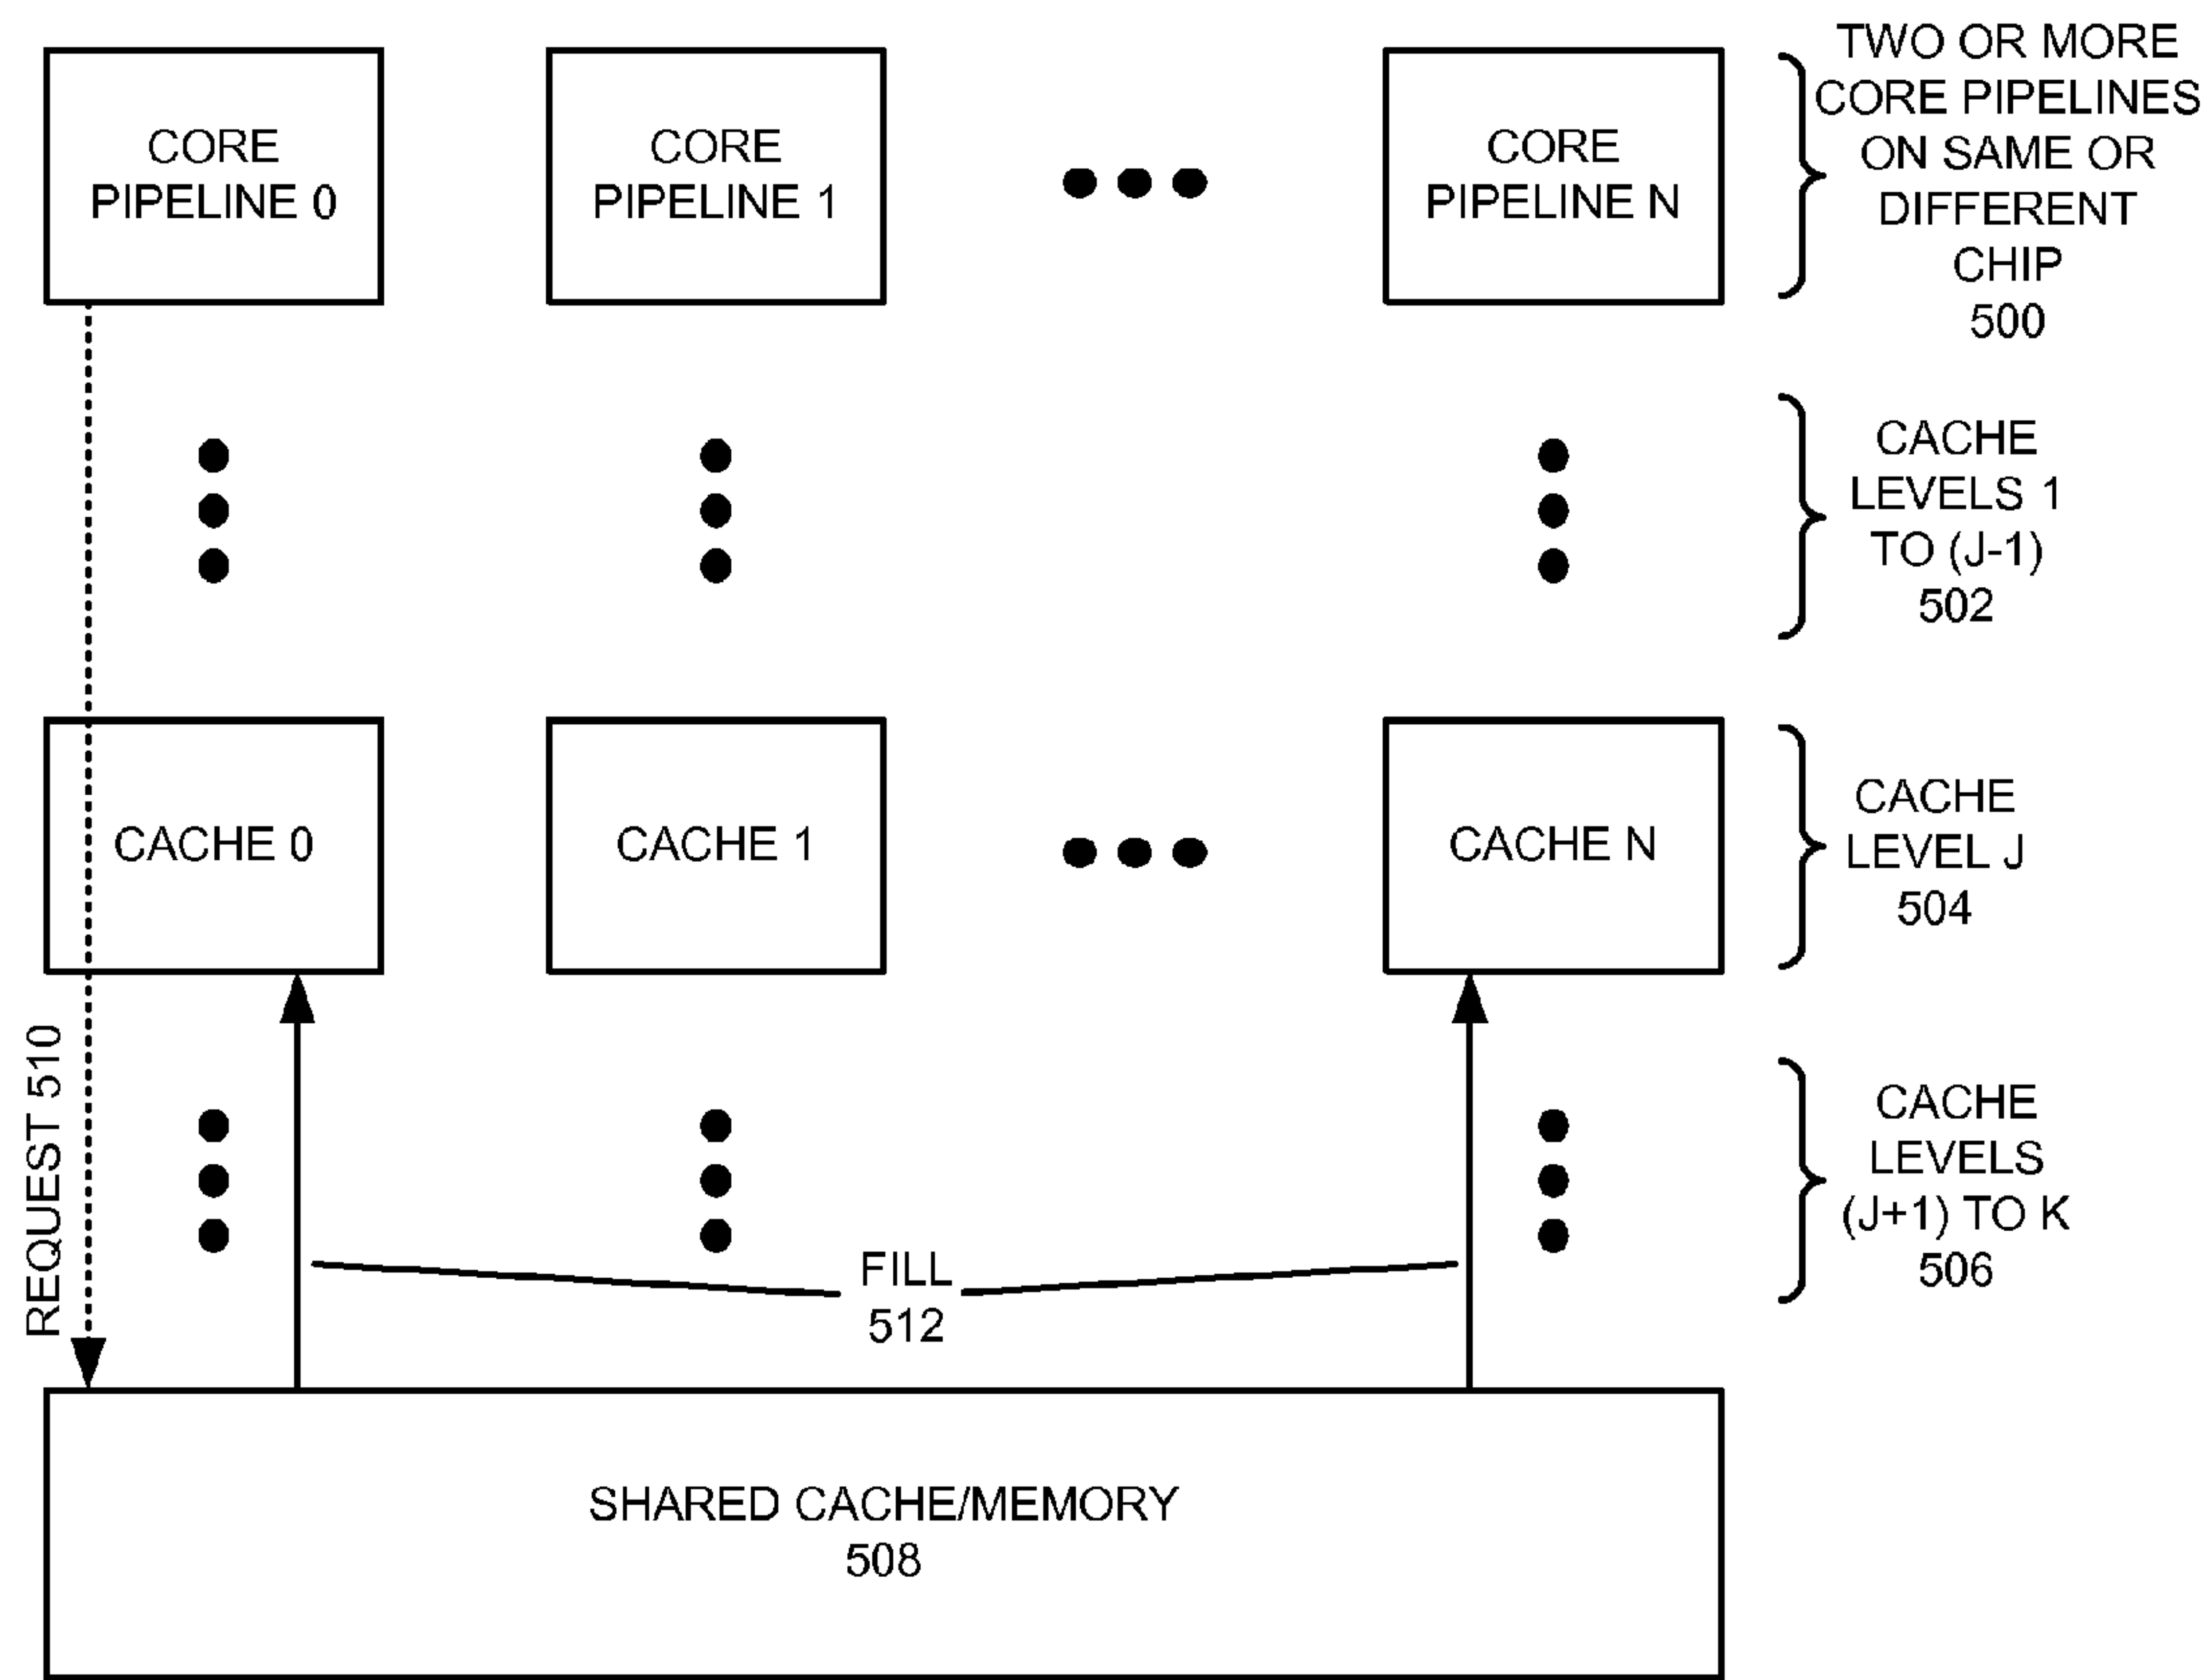 CORE
PIPELINE 0
CORE
PIPELINE 1
CORE
PIPELINE N
TWO OR MORE
CORE PIPELINES
ON SAME OR
DIFFERENT
CHIP
500
CACHE
LEVELS 1
TO (J-1)
502
CACHE 0
CACHE 1
CACHE N
CACHE
LEVEL J
504
REQUEST 510
FILL
512
CACHE
LEVELS
(J+1) TO K
506
SHARED CACHE/MEMORY
508